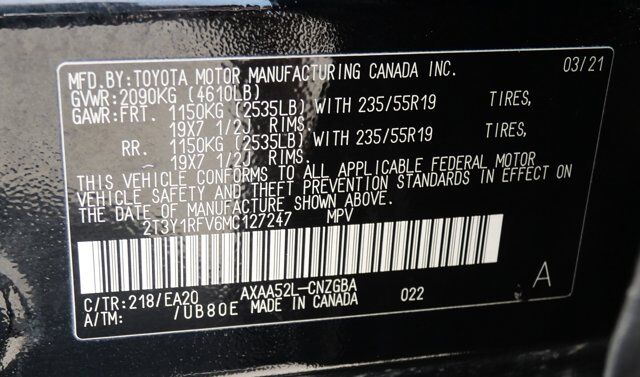 MFD.BY:TOYOTA MOTOR MANUFACTURING CANADA INC. 03/21
GVWR:2090KG (4610LB)
GAWR:FRT. 1150KG (2535LB) WITH 235/55R19 TIRES,
19X7 1/2J RIMS.
RR. 1150KG (2535LB) WITH 235/55R19 TIRES,
19X7 1/2J RIMS.
THIS VEHICLE CONFORMS TO ALL APPLICABLE FEDERAL MOTOR
VEHICLE SAFETY AND THEFT PREVENTION STANDARDS IN EFFECT ON
THE DATE OF MANUFACTURE SHOWN ABOVE.
2T3Y1RFV6MC127247 MPV
A
C/TR:218/EA20 AXAA52L-CNZGBA
A/TM: /UB80E MADE IN CANADA 022